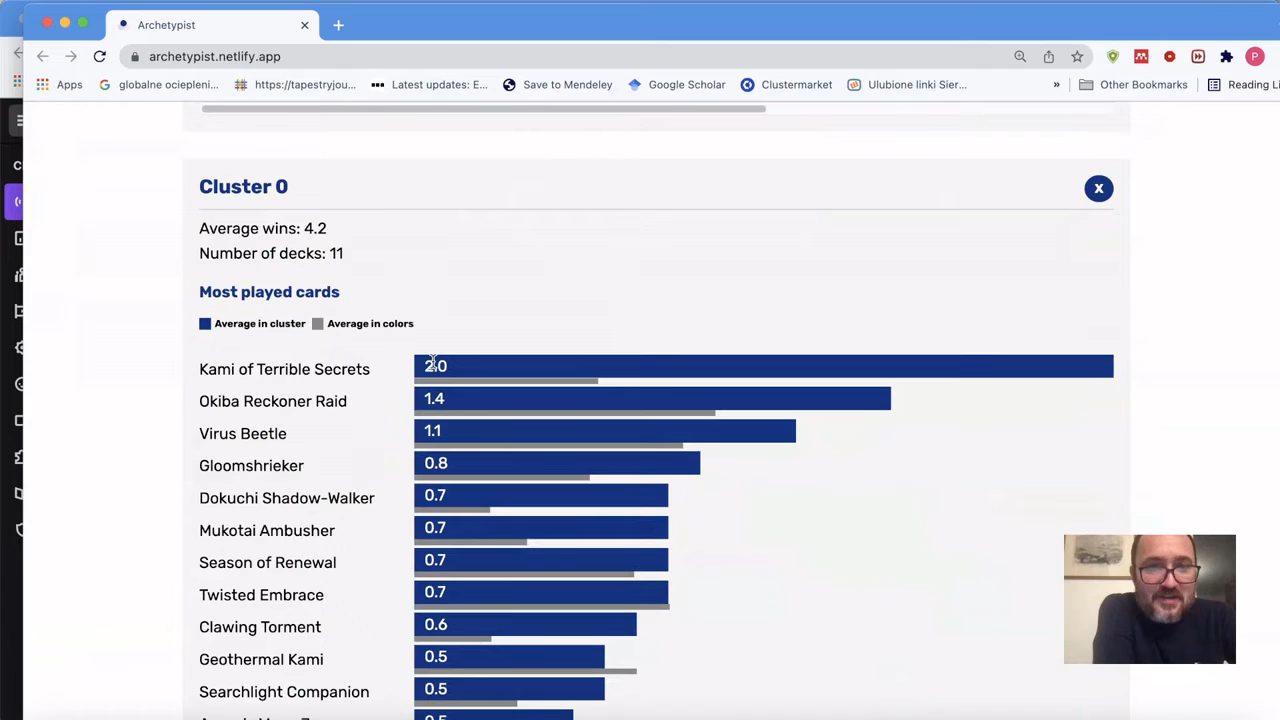 Archetypist
archetypist.netlify.app
P
Apps
globalne ociepleni...
https://tapestryjou...
Latest updates: E...
Save to Mendeley
Google Scholar
Clustermarket
Ulubione linki Sier...
»
Other Bookmarks
Reading Li
Cluster 0
X
Average wins: 4.2
Number of decks: 11
Most played cards
Average in cluster Average in colors
Kami of Terrible Secrets 2.0
Okiba Reckoner Raid 1.4
Virus Beetle 1.1
Gloomshrieker 0.8
Dokuchi Shadow-Walker 0.7
Mukotai Ambusher 0.7
Season of Renewal 0.7
Twisted Embrace 0.7
Clawing Torment 0.6
Geothermal Kami 0.5
Searchlight Companion 0.5
0.5